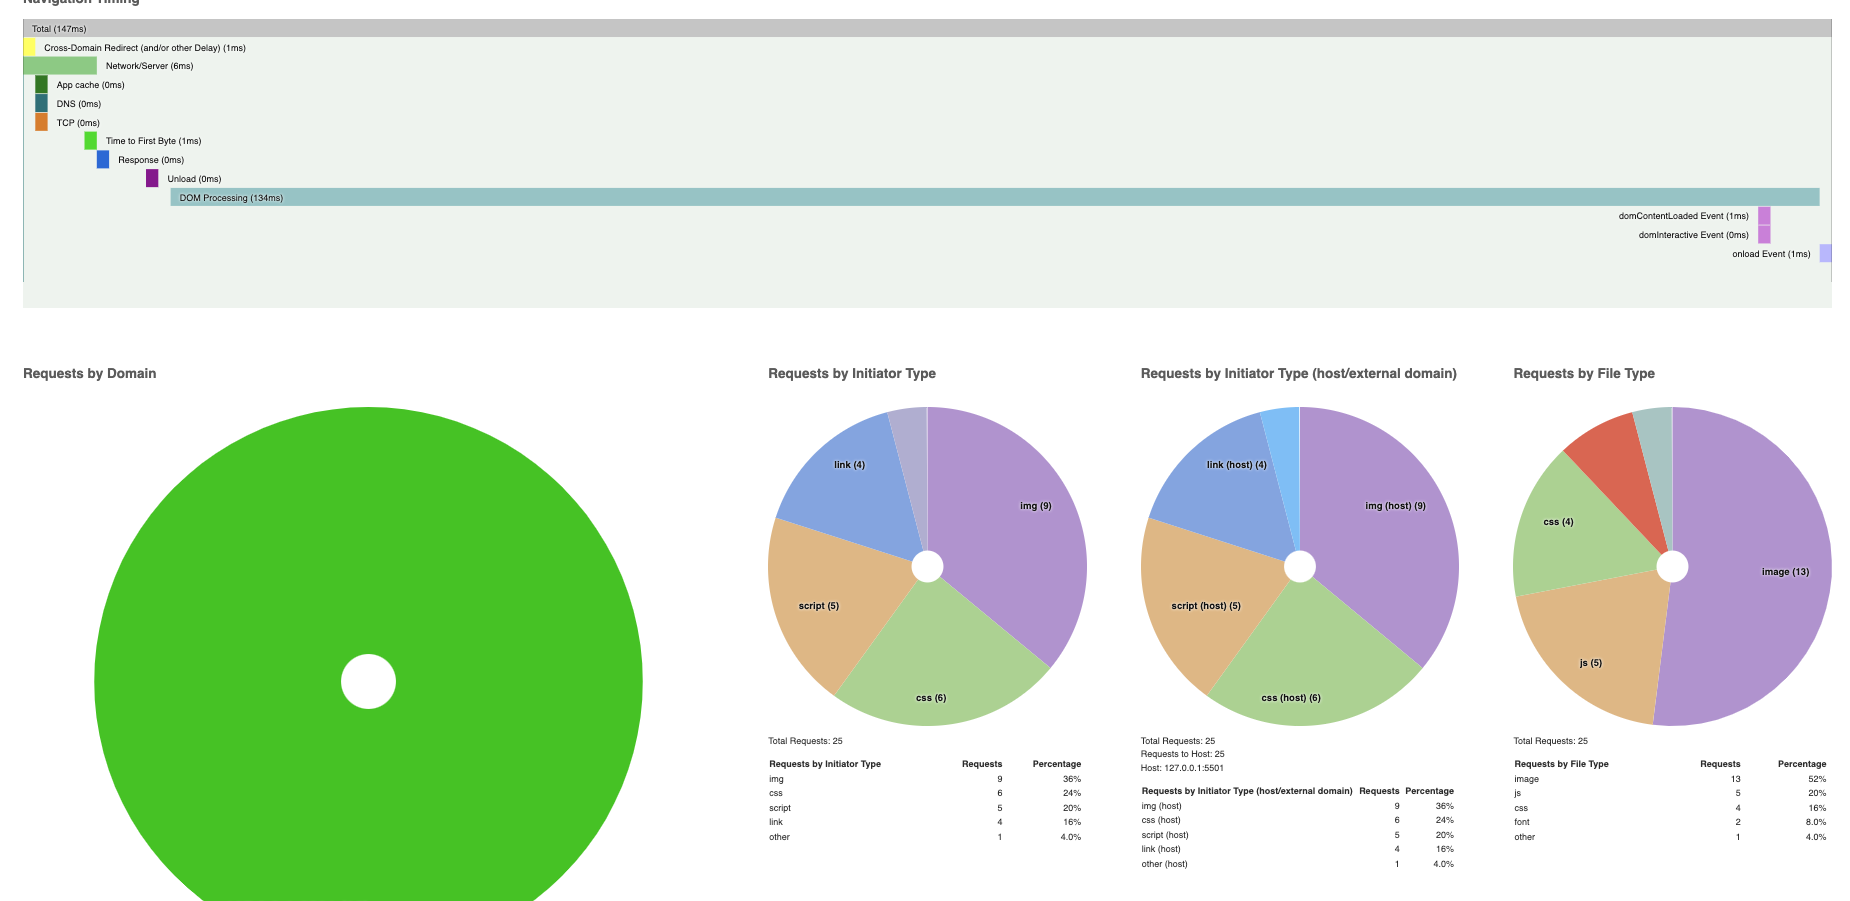 Navigation Timing
Total (147ms)
Cross-Domain Redirect (and/or other Delay) (1ms)
Network/Server (6ms)
App cache (0ms)
DNS (0ms)
TCP (0ms)
Time to First Byte (1ms)
Response (0ms)
Unload (0ms)
DOM Processing (134ms)
domContentLoaded Event (1ms)
domInteractive Event (0ms)
onload Event (1ms)
Requests by Domain
Requests by Initiator Type
link (4)
img (9)
script (5)
css (6)
Total Requests: 25
Requests by Initiator Type Requests Percentage
img 9 36%
css 6 24%
script 5 20%
link 4 16%
other 1 4.0%
Requests by Initiator Type (host/external domain)
link (host) (4)
img (host) (9)
script (host) (5)
css (host) (6)
Total Requests: 25
Requests to Host: 25
Host: 127.0.0.1:5501
Requests by Initiator Type (host/external domain) Requests Percentage
img (host) 9 36%
css (host) 6 24%
script (host) 5 20%
link (host) 4 16%
other (host) 1 4.0%
Requests by File Type
css (4)
image (13)
js (5)
Total Requests: 25
Requests by File Type Requests Percentage
image 13 52%
js 5 20%
css 4 16%
font 2 8.0%
other 1 4.0%